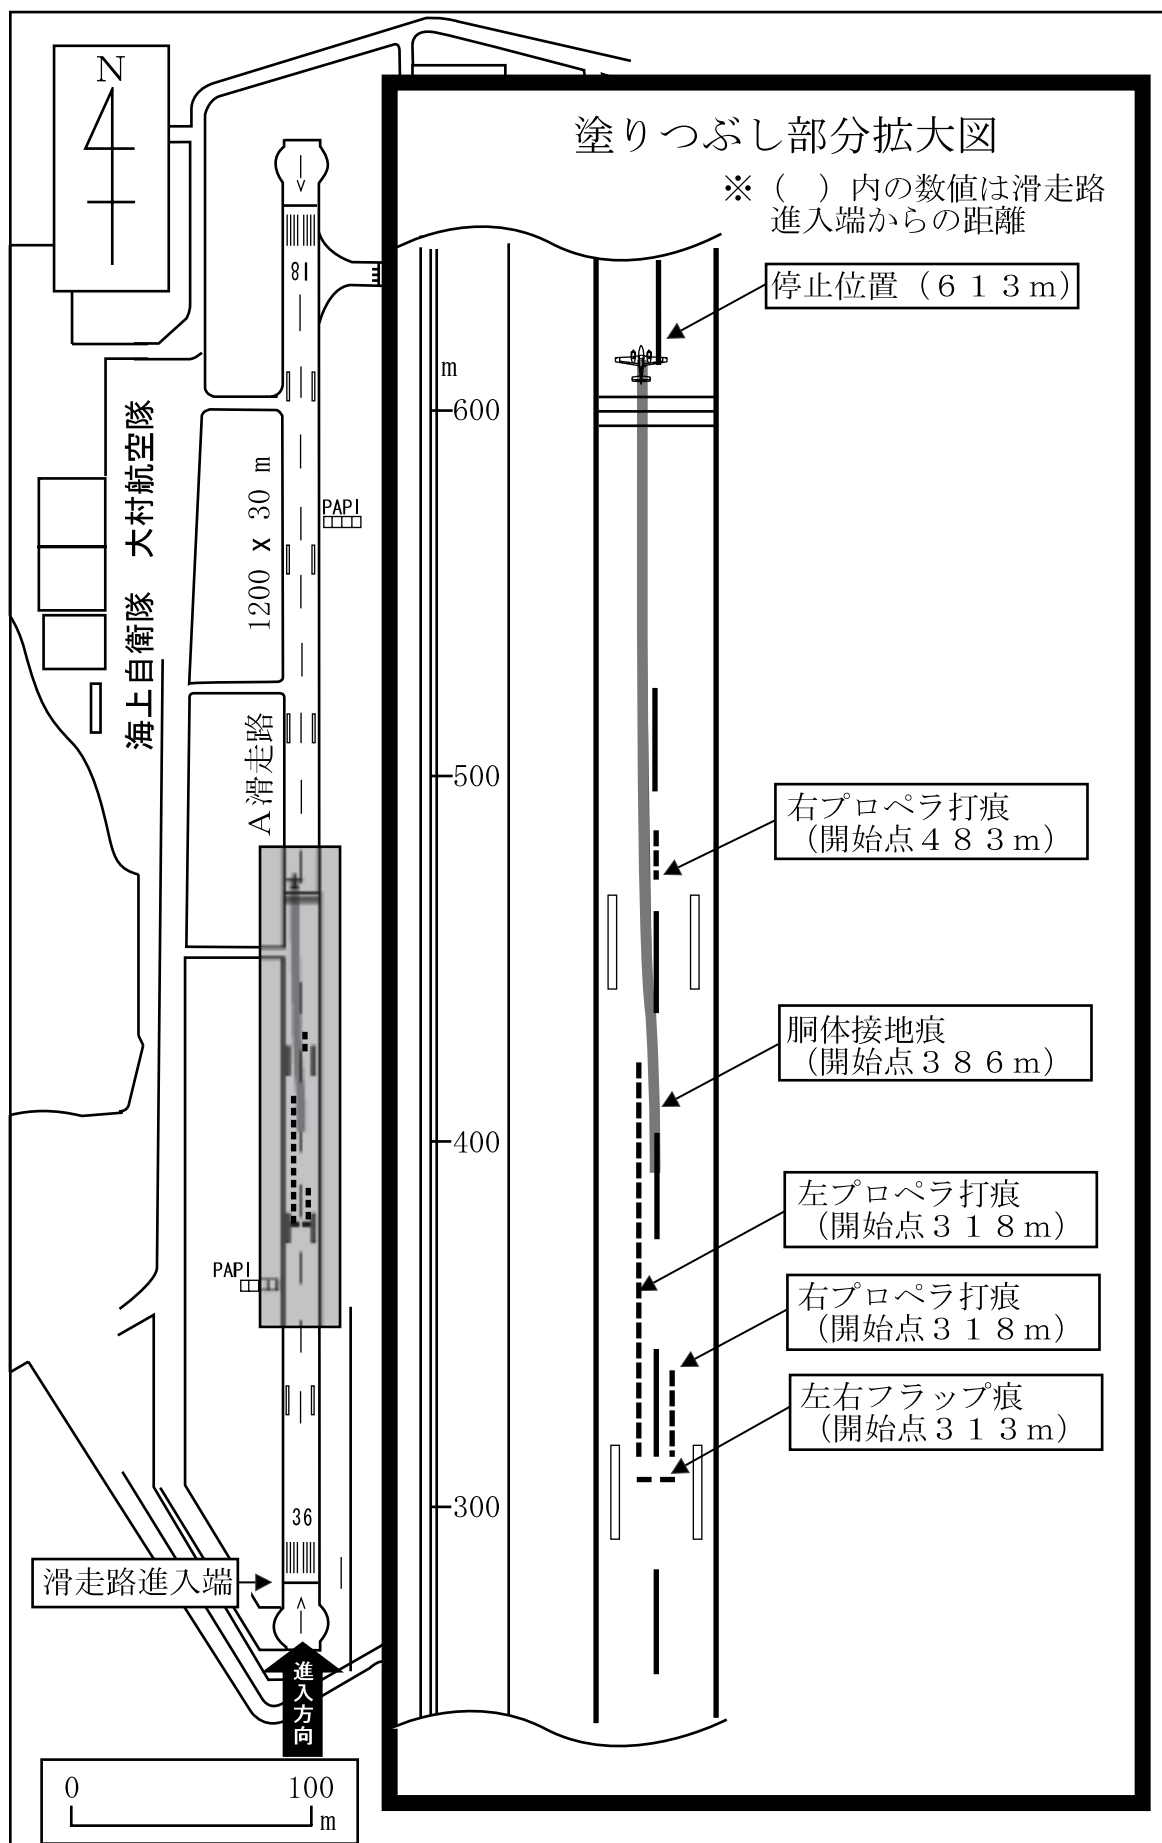 N
塗りつぶし部分拡大図
※（　）内の数値は滑走路
進入端からの距離
停止位置（６１３ｍ）
18
m
600
500
400
300
海上自衛隊　大村航空隊
1200 x 30 m
PAPI
A滑走路
右プロペラ打痕
（開始点４８３ｍ）
胴体接地痕
（開始点３８６ｍ）
左プロペラ打痕
（開始点３１８ｍ）
右プロペラ打痕
（開始点３１８ｍ）
左右フラップ痕
（開始点３１３ｍ）
PAPI
36
滑走路進入端
進入方向
0
100
m